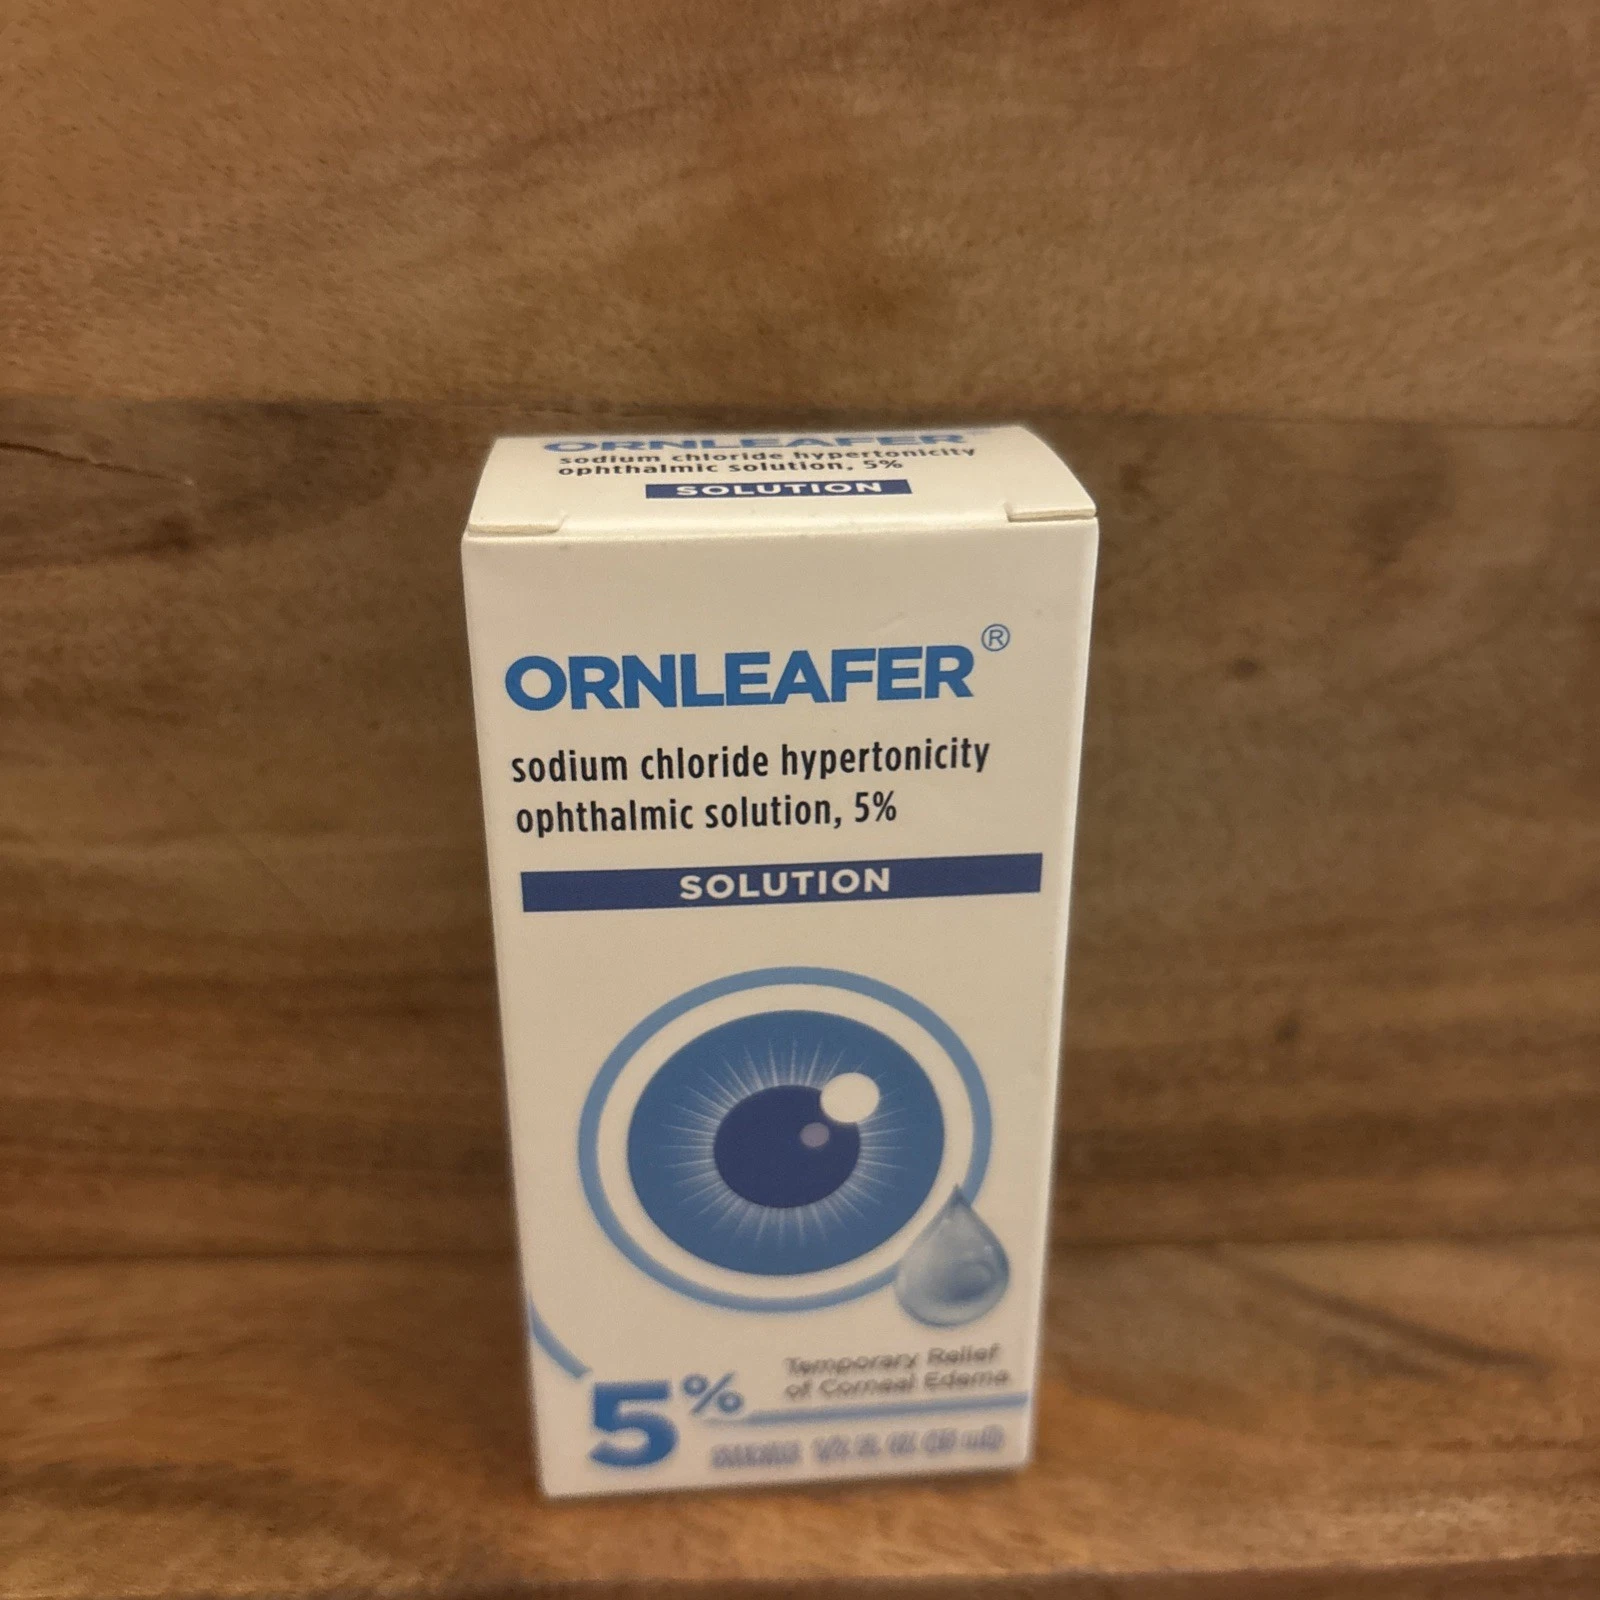 ORNLEAFER
sodium chloride hypertonicity
ophthalmic solution, 5%
SOLUTION
ORNLEAFER®
sodium chloride hypertonicity
ophthalmic solution, 5%
SOLUTION
Temporary Relief
of Corneal Edema
5%